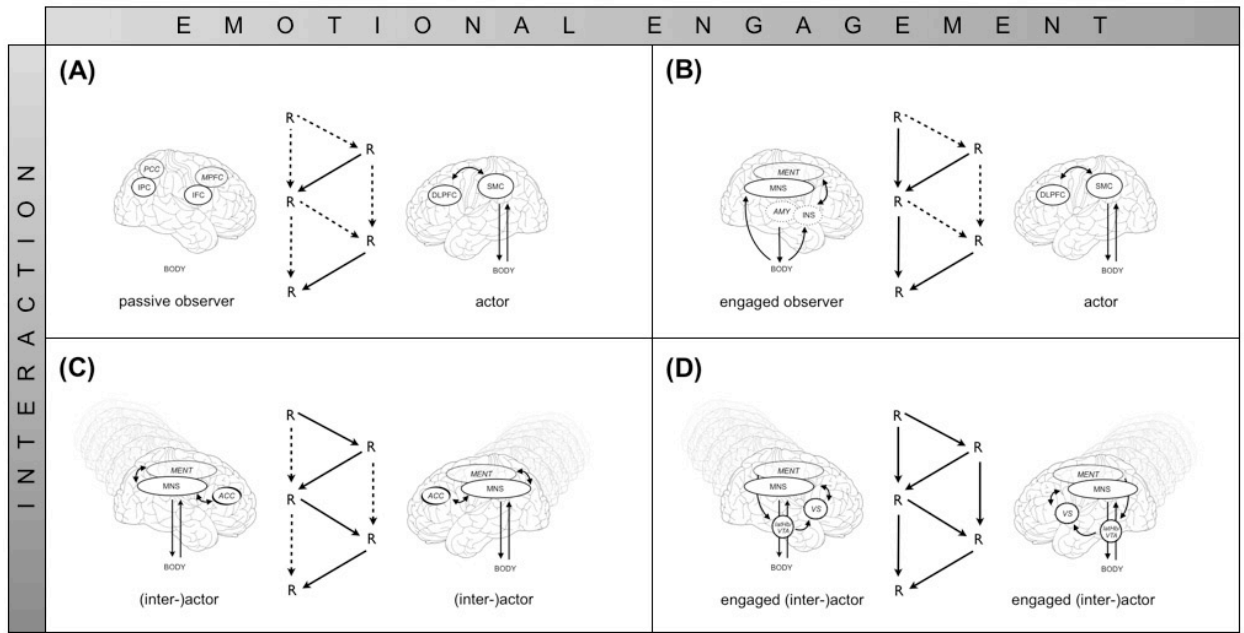 E M O T I O N A L E N G A G E M E N T
I N T E R A C T I O N
(A)
R
R
R
R
R
PCC
MPFC
IPC
IFC
BODY
passive observer
DLPFC
SMC
BODY
actor
(B)
R
R
R
R
R
MENT
MNS
AMY
INS
BODY
engaged observer
DLPFC
SMC
BODY
actor
(C)
R
R
R
R
R
MENT
MNS
ACC
BODY
(inter-)actor
MENT
ACC
MNS
BODY
(inter-)actor
(D)
R
R
R
R
R
MENT
MNS
VS
VTA
BODY
engaged (inter-)actor
MENT
MNS
VS
VTA
BODY
engaged (inter-)actor